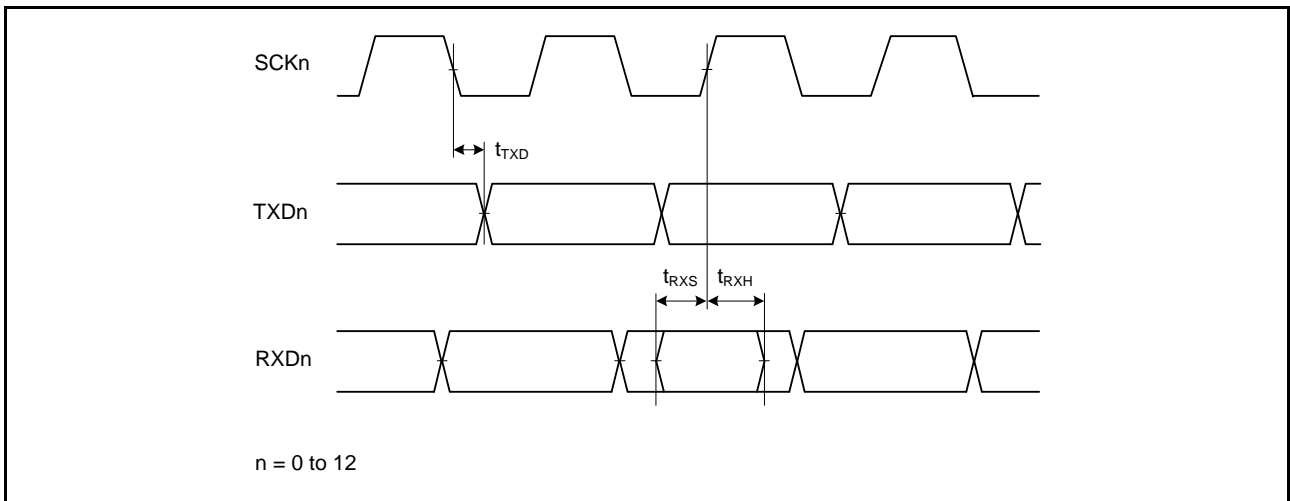 SCKn
tTXD
TXDn
tRXS tRXH
RXDn
n = 0 to 12